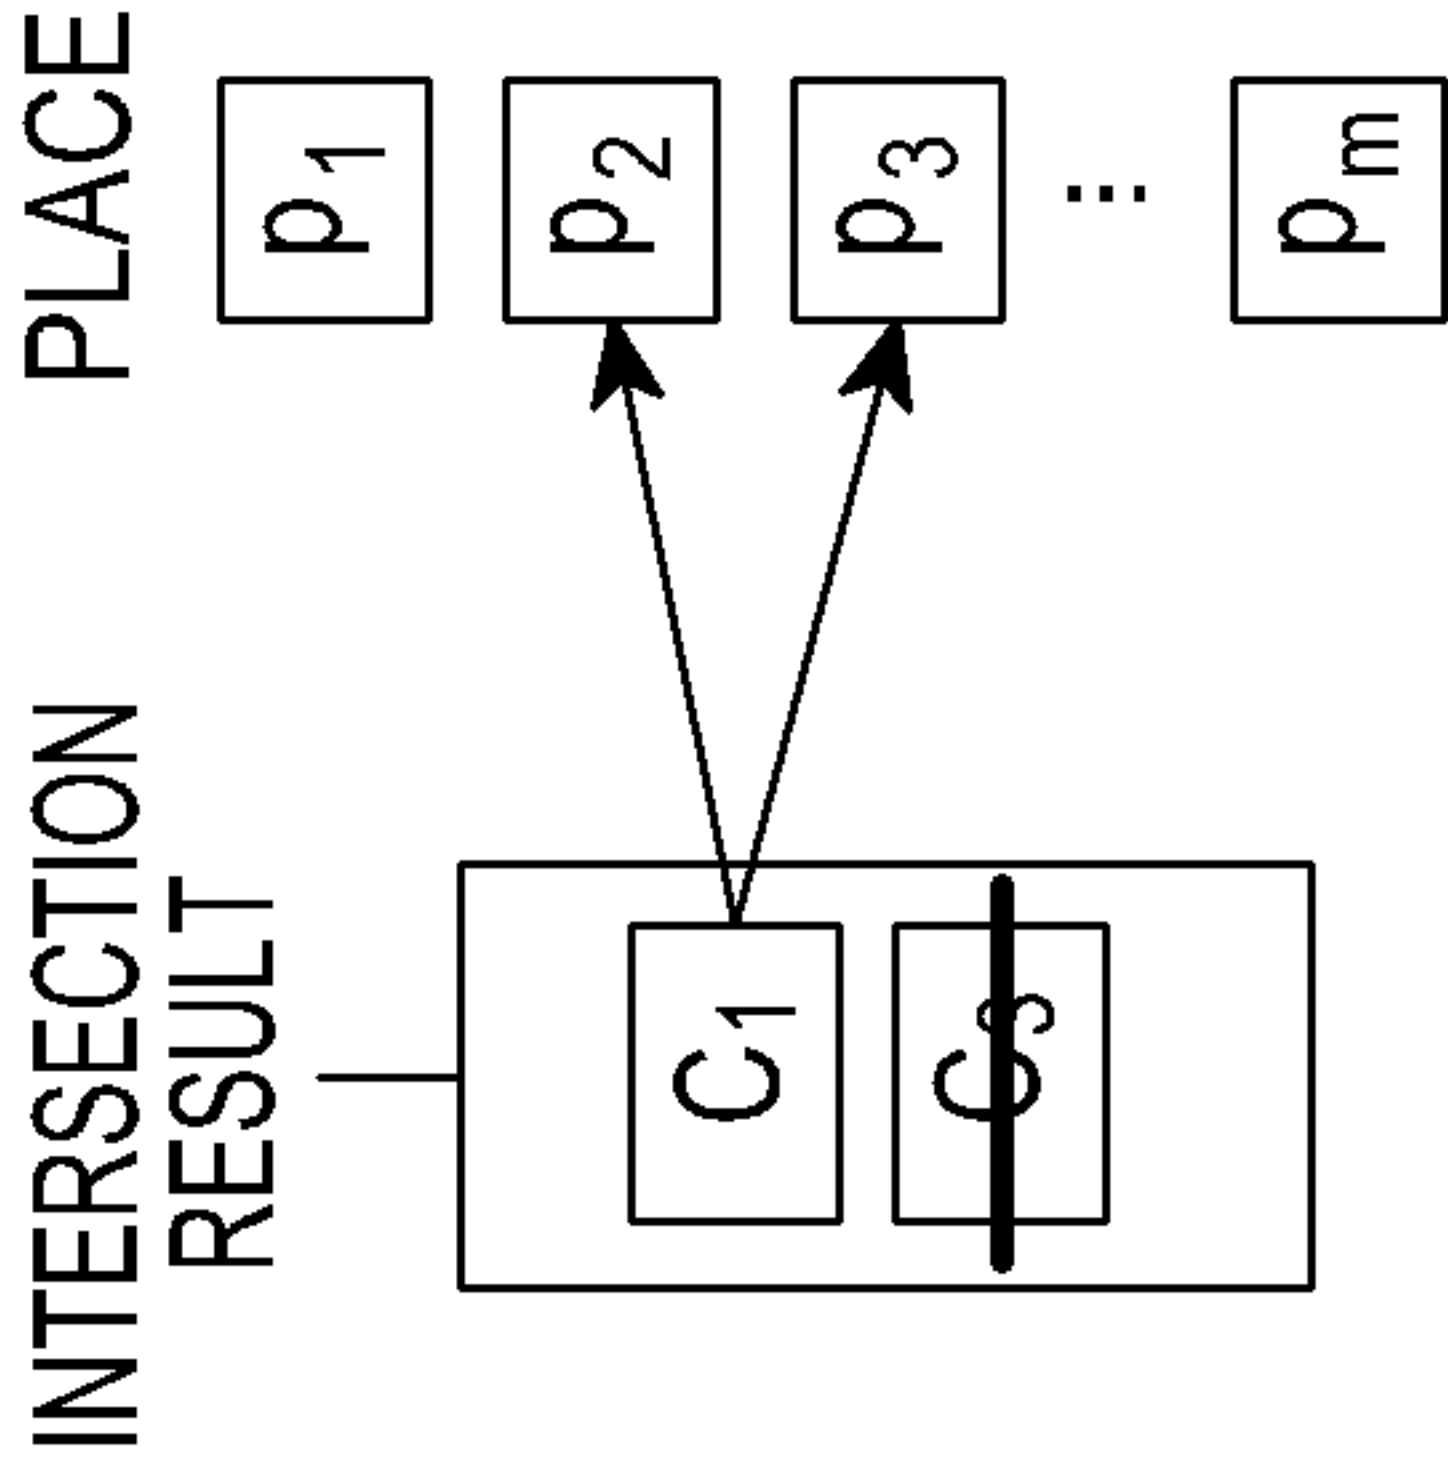 INTERSECTION
RESULT
C1
C3
PLACE
p1
p2
p3
...
pm